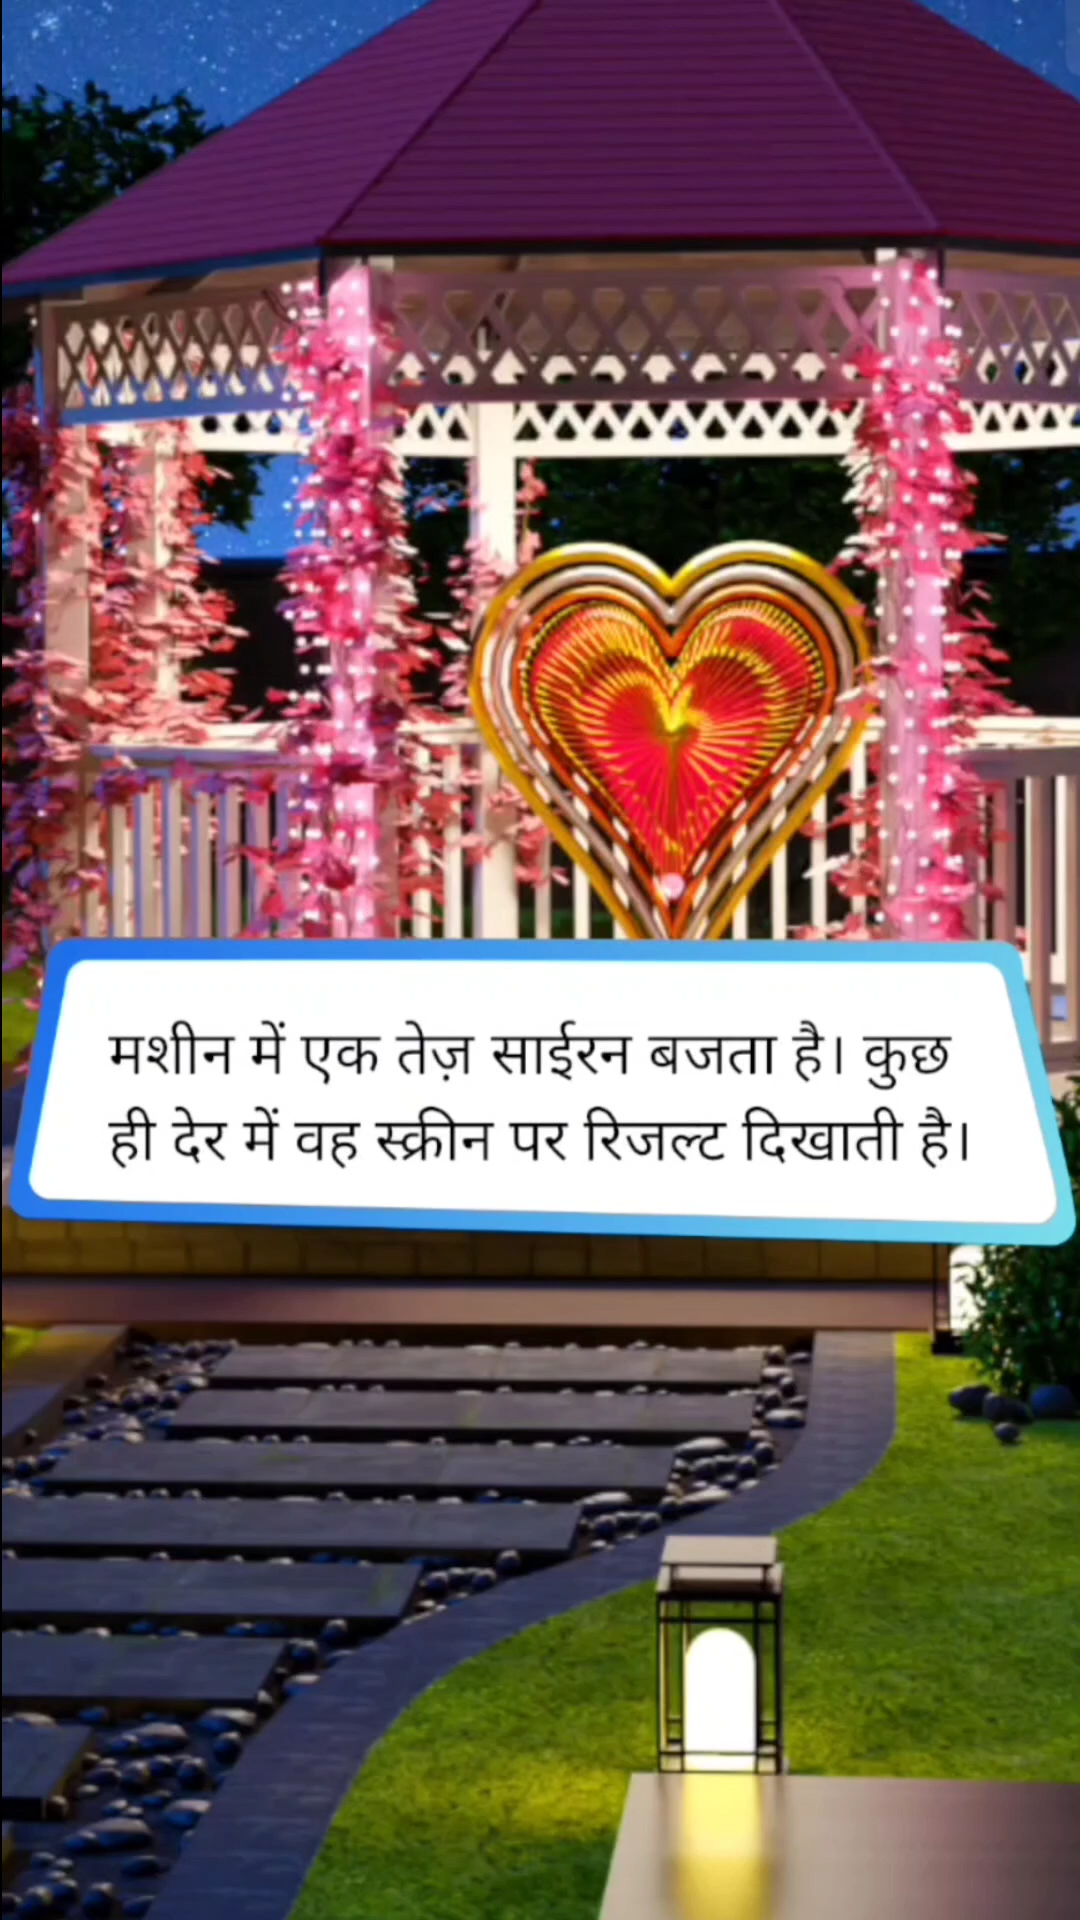 मशीन में एक तेज़ साईरन बजता है। कुछ
ही देर में वह स्क्रीन पर रिजल्ट दिखाती है।